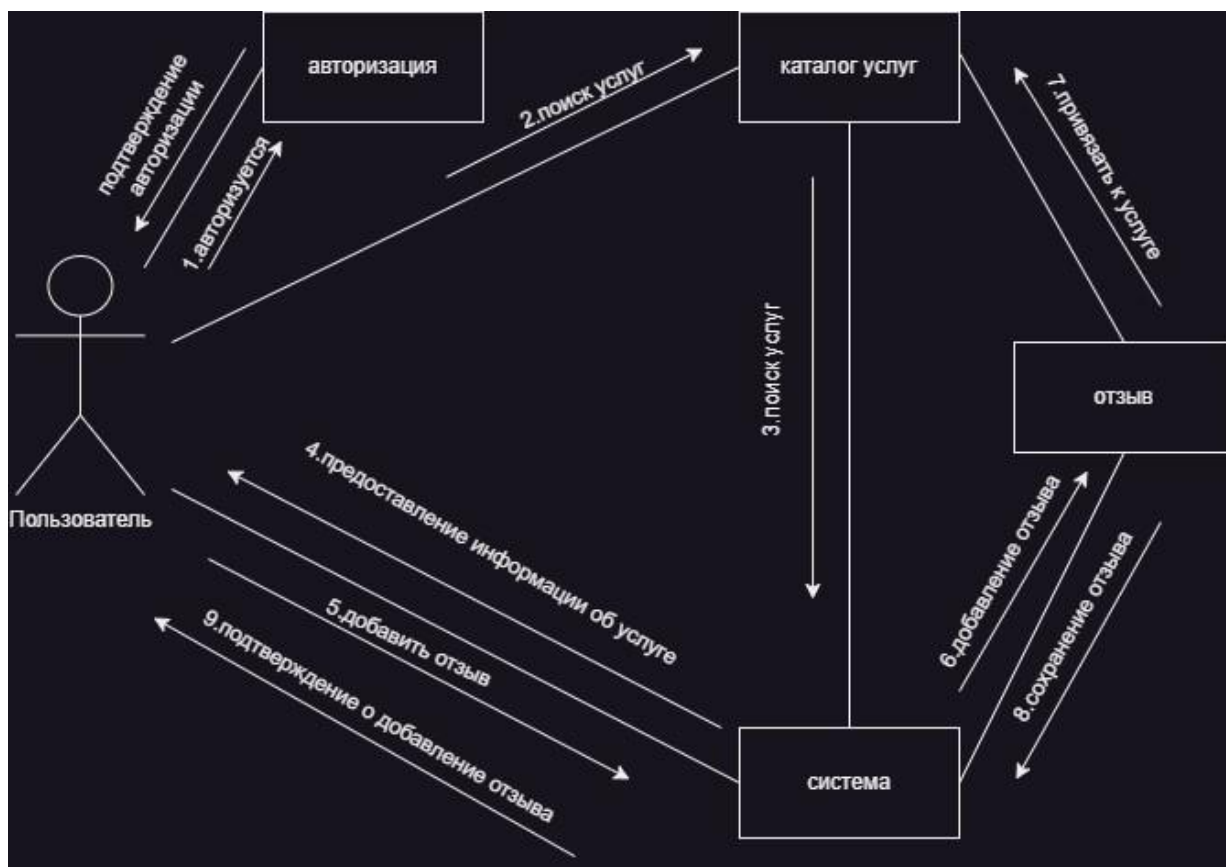 авторизация
каталог услуг
подтверждение
авторизации
1.авторизуется
2.поиск услуг
7.привязать к услуге
3.поиск услуг
отзыв
Пользователь
4.предоставление информации об услуге
5.добавить отзыв
9.подтверждение о добавление отзыва
6.добавление отзыва
8.сохранение отзыва
система